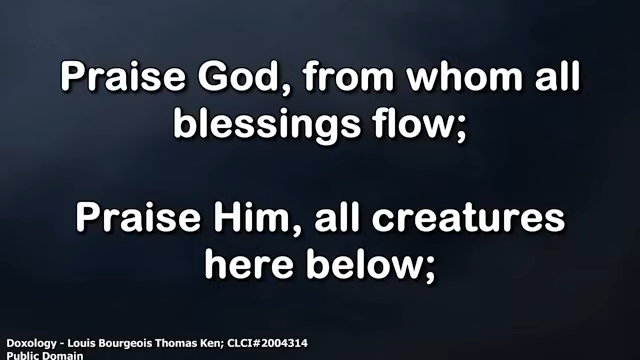 Praise God, from whom all
blessings flow;
Praise Him, all creatures
here below;
Doxology - Louis Bourgeois Thomas Ken; CLCI#2004314
Public Domain